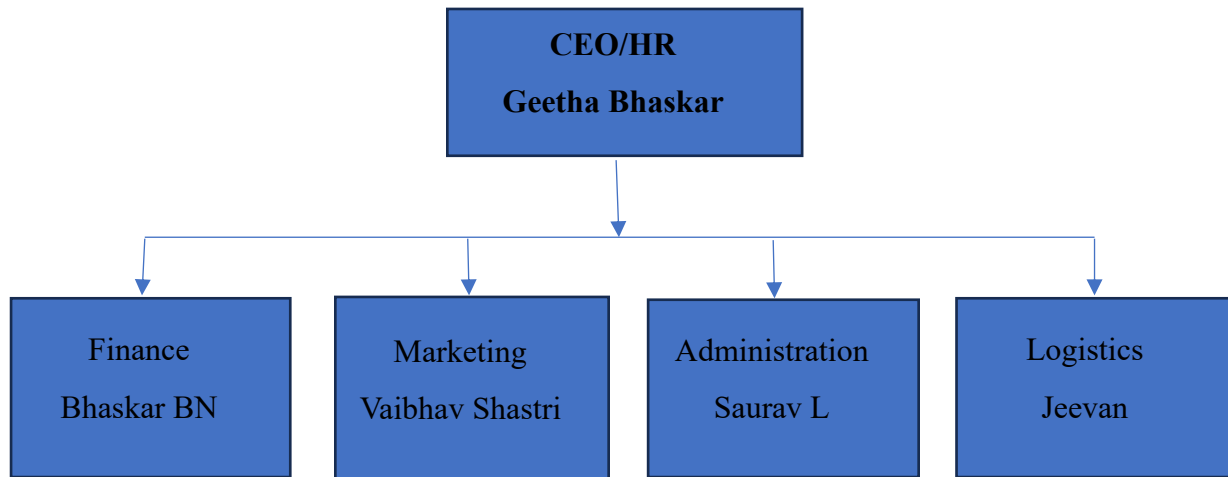 CEO/HR
Geetha Bhaskar
Finance
Bhaskar BN
Marketing
Vaibhav Shastri
Administration
Saurav L
Logistics
Jeevan